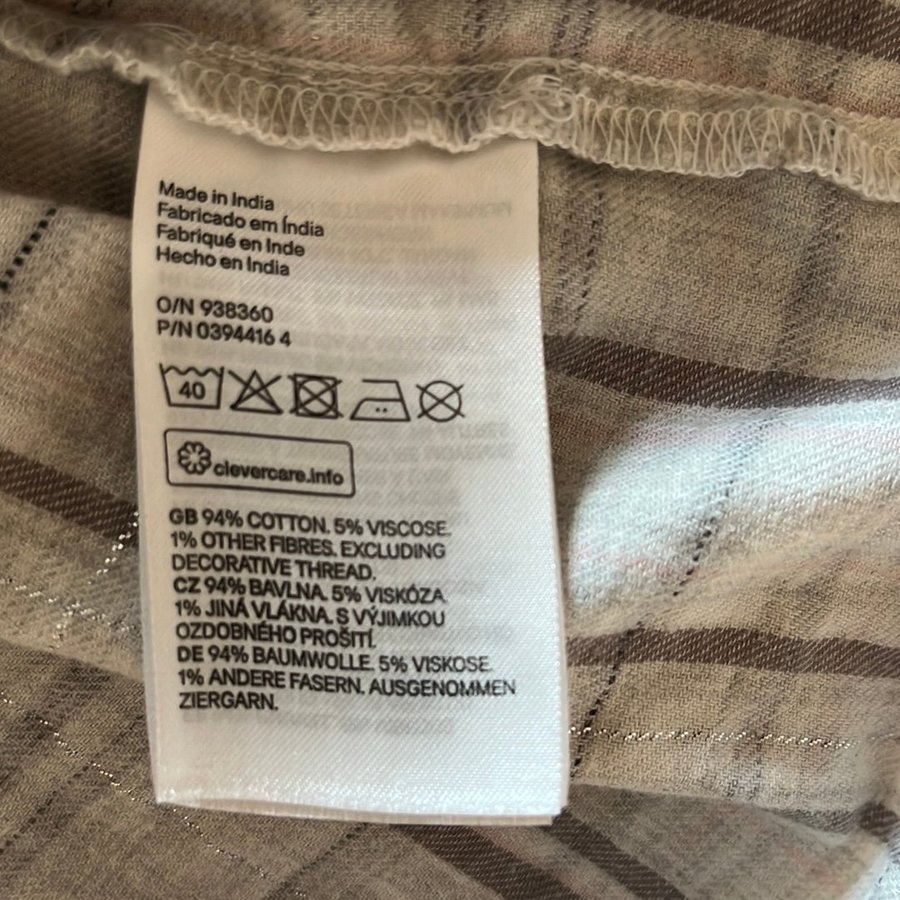 Made in India
Fabricado em Índia
Fabriqué en Inde
Hecho en India
O/N 938360
P/N 0394416 4
40
clevercare.info
GB 94% COTTON. 5% VISCOSE.
1% OTHER FIBRES. EXCLUDING
DECORATIVE THREAD.
CZ 94% BAVLNA. 5% VISKÓZA.
1% JINÁ VLÁKNA. S VÝJIMKOU
OZDOBNÉHO PROŠITÍ.
DE 94% BAUMWOLLE. 5% VISKOSE.
1% ANDERE FASERN. AUSGENOMMEN
ZIERGARN.